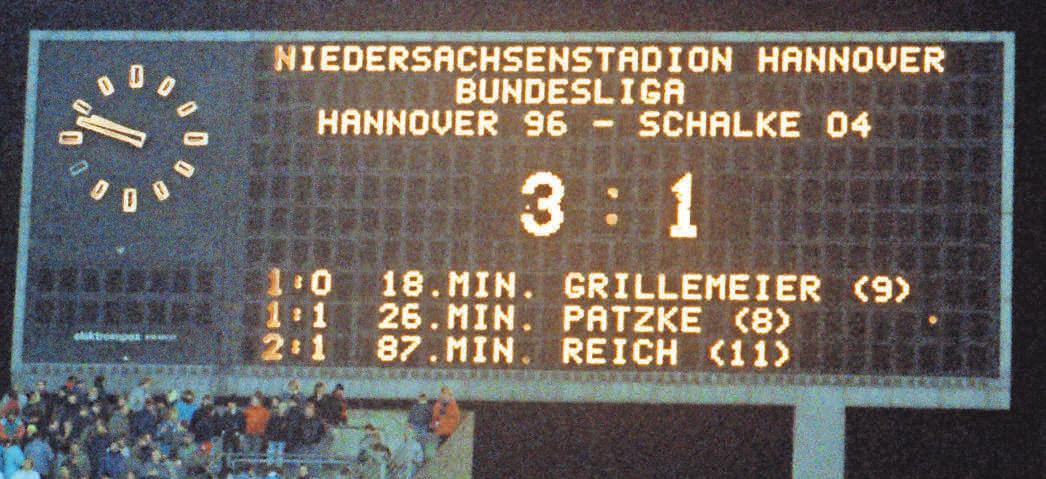 NIEDERSACHSENSTADION HANNOVER
BUNDESLIGA
HANNOVER 96 - SCHALKE 04
3 : 1
1:0 18.MIN. GRILLEMEIER (9)
1:1 26.MIN. PATZKE (8)
2:1 87.MIN. REICH (11)